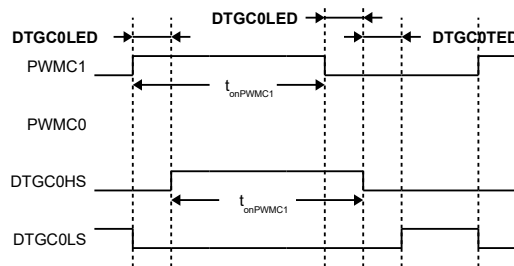 DTGC0LED
DTGC0LED DTGC0TED
PWMC1
tonPWMC1
PWMC0
DTGC0HS
tonPWMC1
DTGC0LS